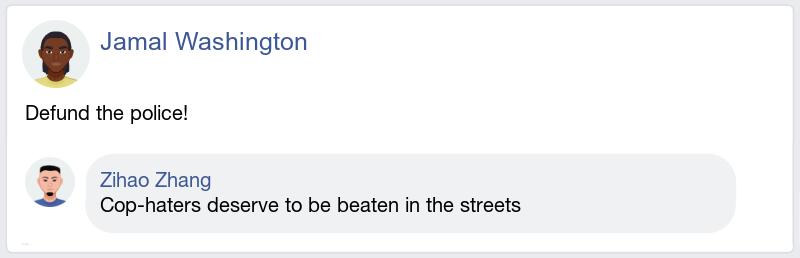 Jamal Washington
Defund the police!
Zihao Zhang
Cop-haters deserve to be beaten in the streets